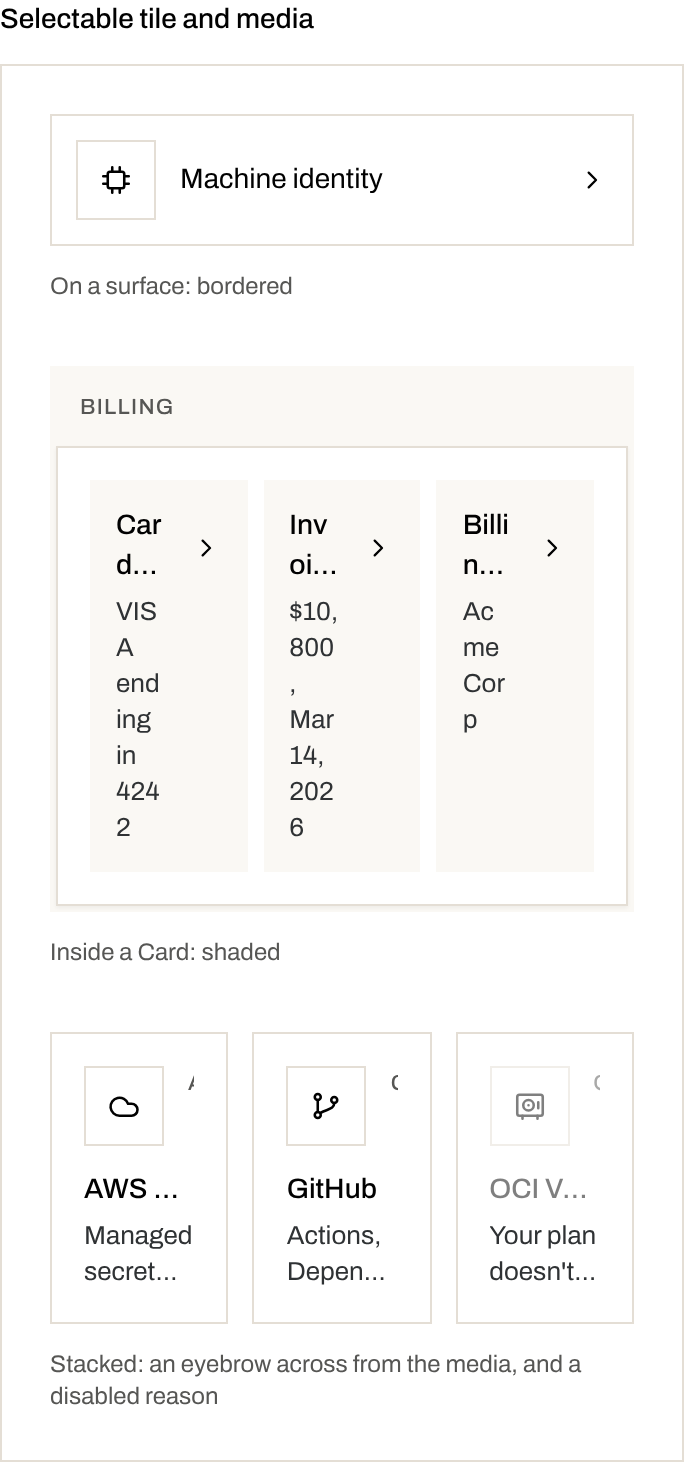 Selectable tile and media
Machine identity
On a surface: bordered
BILLING
Car
d...
VIS
A
end
ing
in
424
2
Inv
oi...
$10,
800
,
Mar
14,
202
6
Billi
n...
Ac
me
Cor
p
Inside a Card: shaded
AWS ...
Managed
secret...
GitHub
Actions,
Depen...
OCI V...
Your plan
doesn't...
Stacked: an eyebrow across from the media, and a
disabled reason